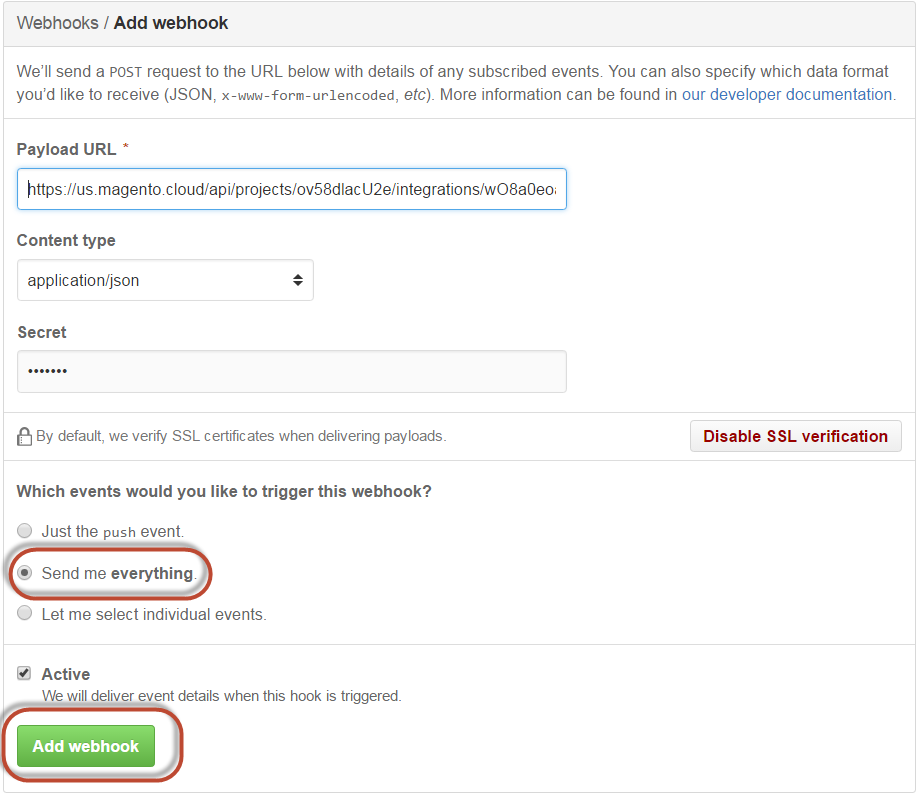 Webhooks / Add webhook
We'll send a POST request to the URL below with details of any subscribed events. You can also specify which data format
you'd like to receive (JSON, x-www-form-urlencoded, etc). More information can be found in our developer documentation.
Payload URL *
https://us.magento.cloud/api/projects/ov58dlacU2e/integrations/wO8a0eoa
Content type
application/json
Secret
•••••••
By default, we verify SSL certificates when delivering payloads.
Disable SSL verification
Which events would you like to trigger this webhook?
Just the push event.
Send me everything.
Let me select individual events.
Active
We will deliver event details when this hook is triggered.
Add webhook